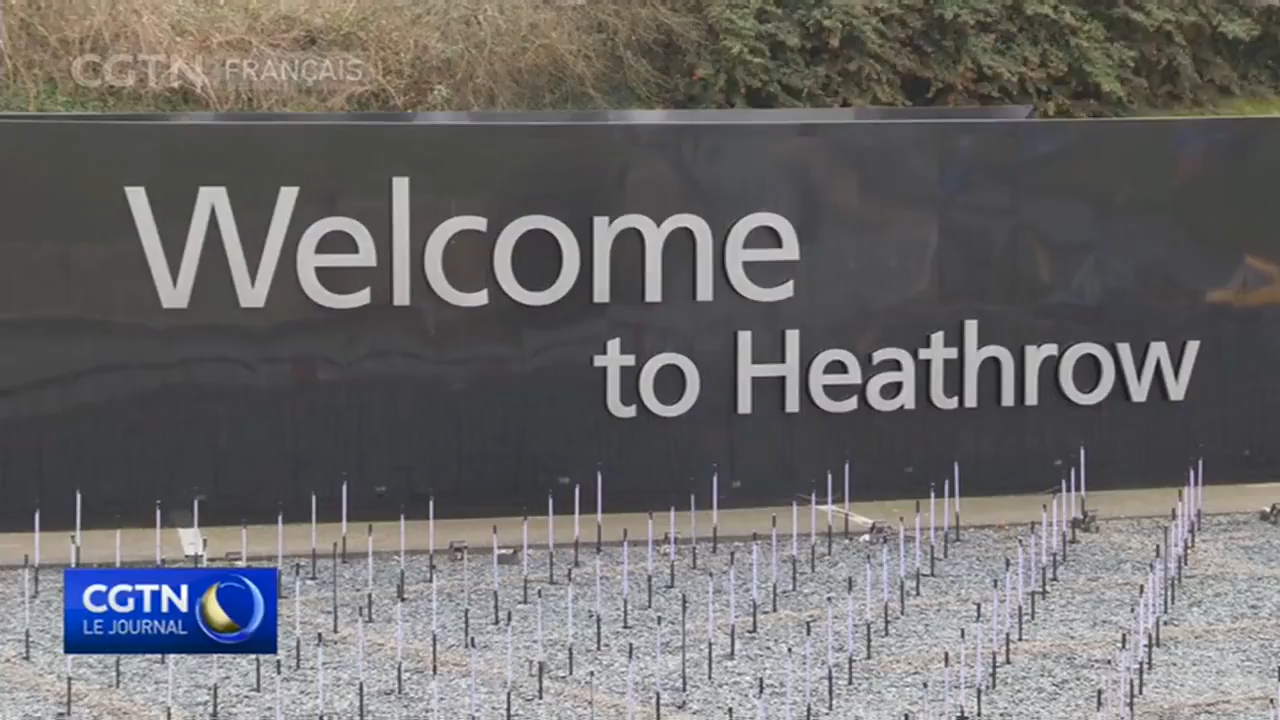 CGTN FRANÇAIS
Welcome
to Heathrow
CGTN
LE JOURNAL